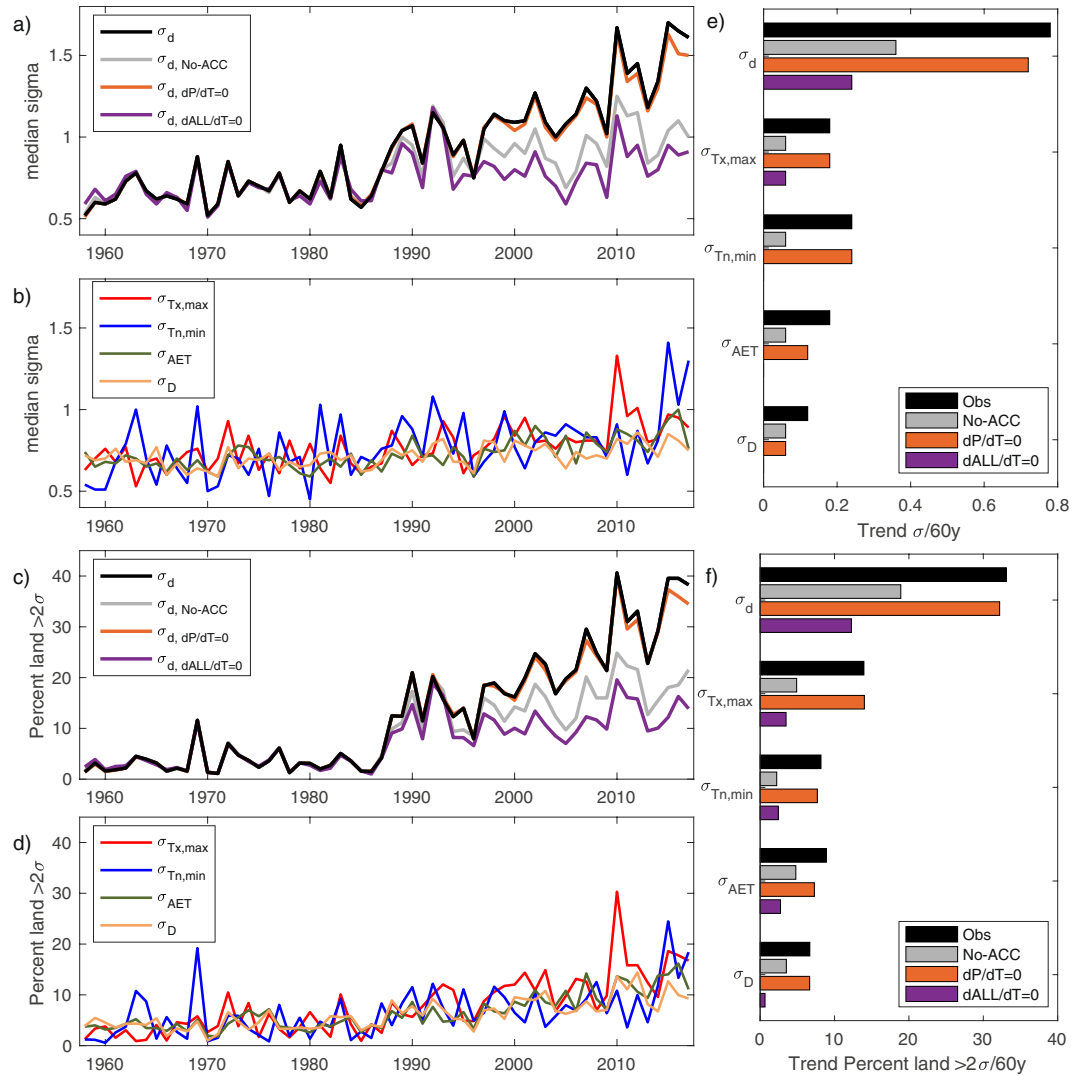 a)
median sigma
1.5
1
0.5
σd
σd, No-ACC
σd, dP/dT=0
σd, dALL/dT=0
1960 1970 1980 1990 2000 2010
b)
median sigma
1.5
1
0.5
σTx,max
σTn,min
σAET
σD
1960 1970 1980 1990 2000 2010
c)
Percent land >2σ
40
30
20
10
0
σd
σd, No-ACC
σd, dP/dT=0
σd, dALL/dT=0
1960 1970 1980 1990 2000 2010
d)
Percent land >2σ
40
30
20
10
0
σTx,max
σTn,min
σAET
σD
1960 1970 1980 1990 2000 2010
e)
σd
σTx,max
σTn,min
σAET
σD
Obs
No-ACC
dP/dT=0
dALL/dT=0
0 0.2 0.4 0.6 0.8
Trend σ/60y
f)
σd
σTx,max
σTn,min
σAET
σD
Obs
No-ACC
dP/dT=0
dALL/dT=0
0 10 20 30 40
Trend Percent land >2σ/60y